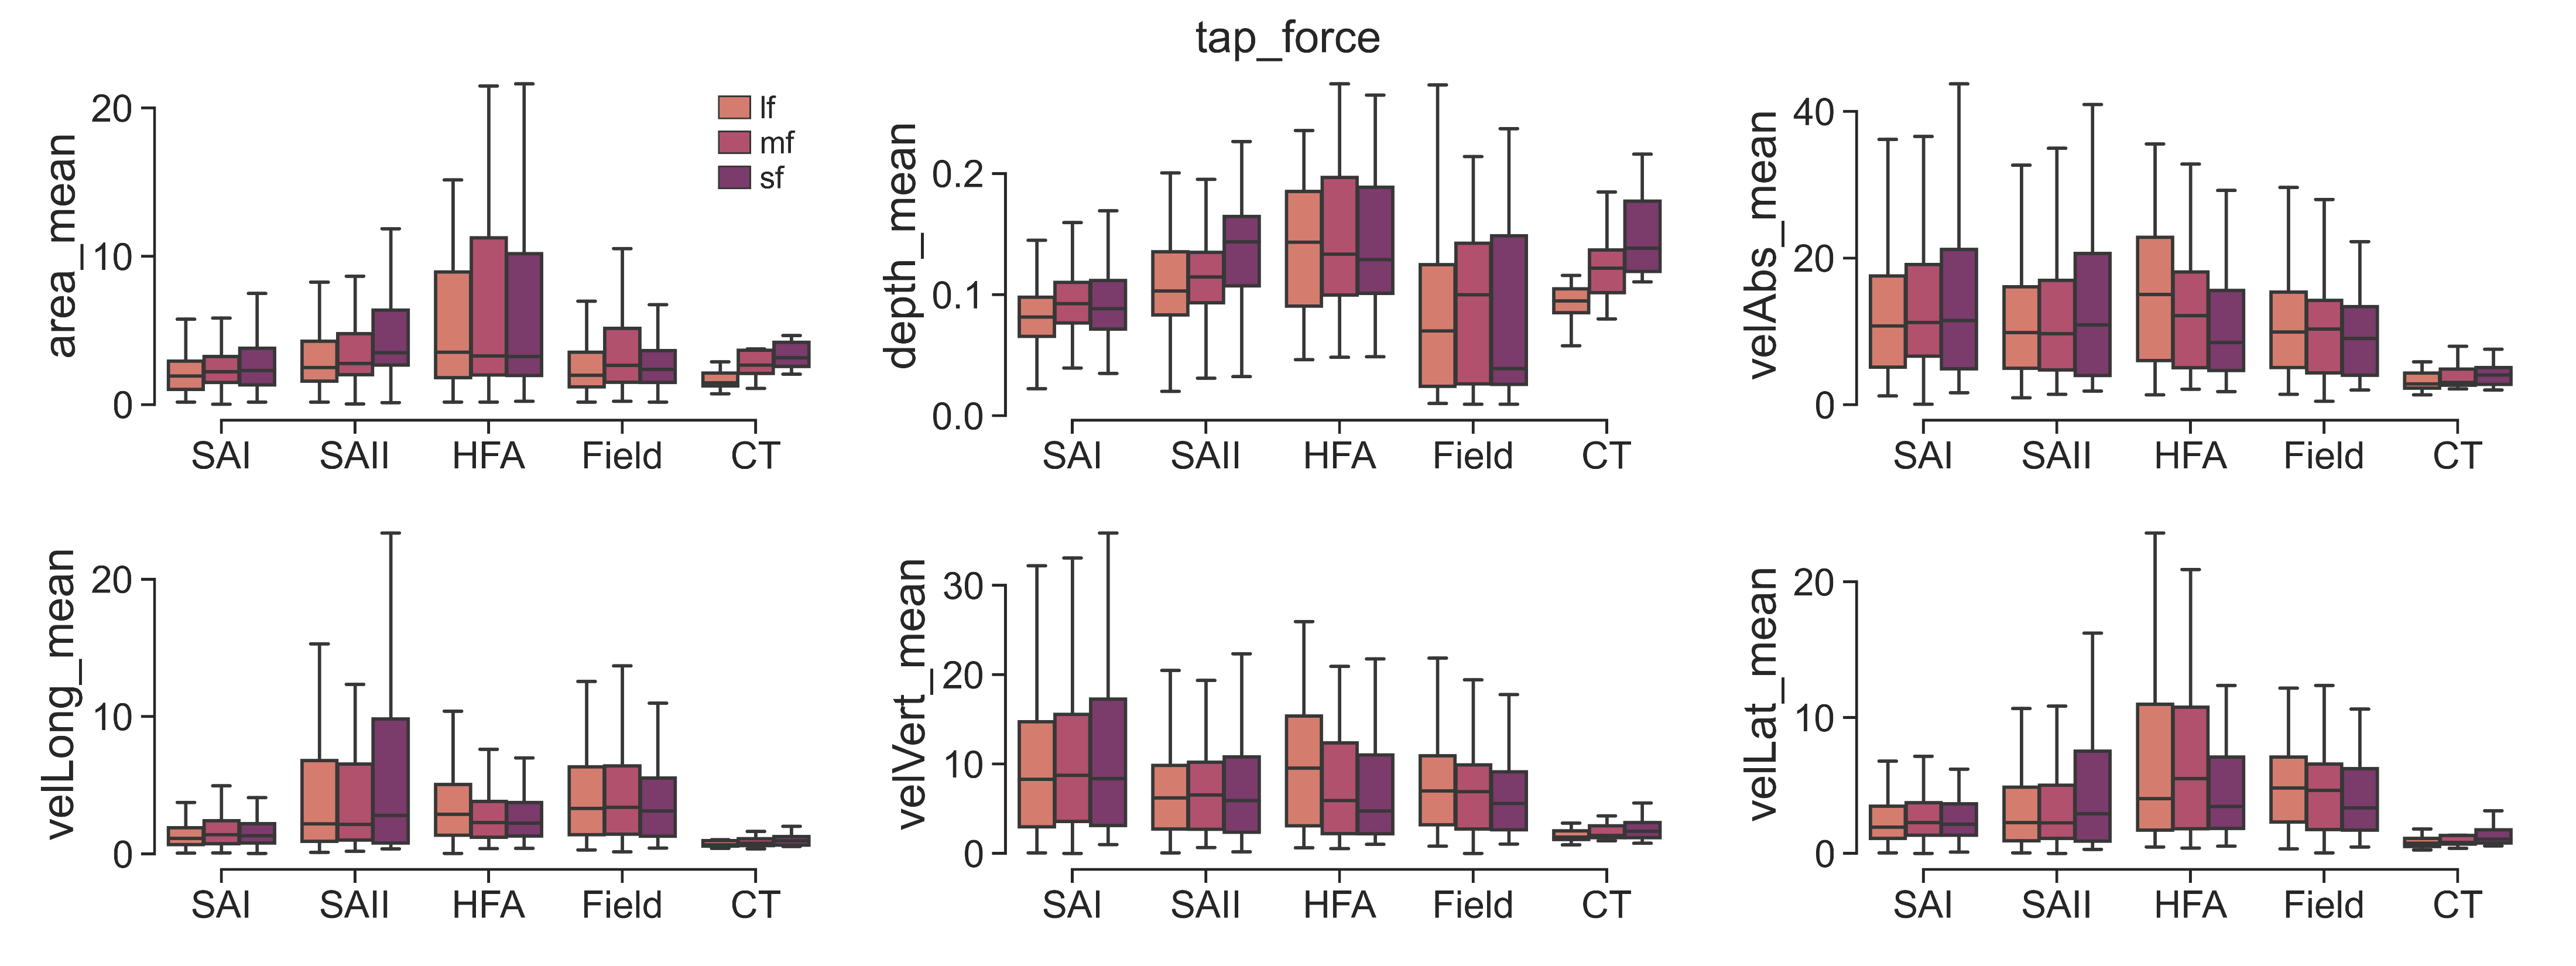 tap_force
area_mean
20
10
0
lf
mf
sf
SAI SAII HFA Field CT
depth_mean
0.2
0.1
0.0
SAI SAII HFA Field CT
velAbs_mean
40
20
0
SAI SAII HFA Field CT
velLong_mean
20
10
0
SAI SAII HFA Field CT
velVert_mean
30
20
10
0
SAI SAII HFA Field CT
velLat_mean
20
10
0
SAI SAII HFA Field CT